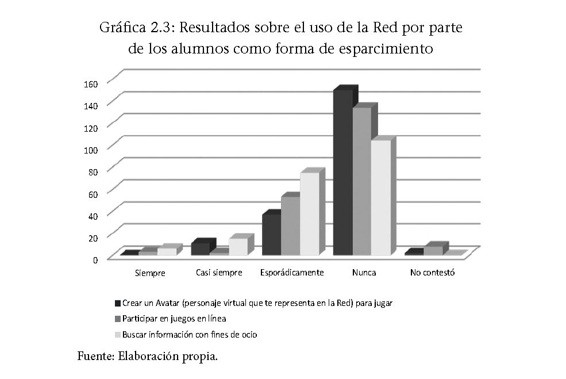 Gráfica 2.3: Resultados sobre el uso de la Red por parte
de los alumnos como forma de esparcimiento
160
140
120
100
80
60
40
20
0
Siempre
Casi siempre
Esporádicamente
Nunca
No contestó
Crear un Avatar (personaje virtual que te representa en la Red) para jugar
Participar en juegos en línea
Buscar información con fines de ocio
Fuente: Elaboración propia.